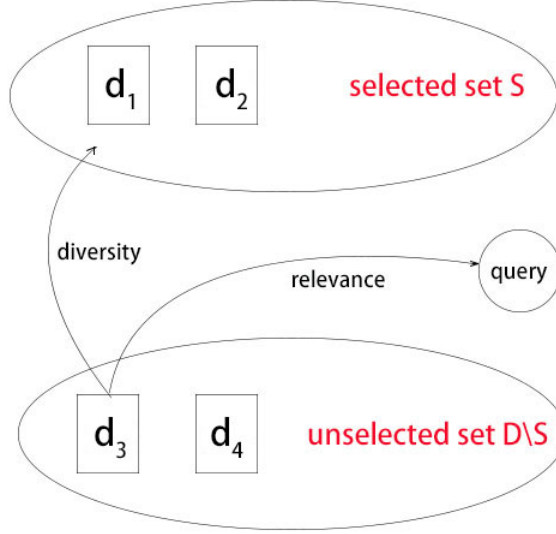 d1 d2 selected set S
diversity
relevance
query
d3 d4 unselected set D\S